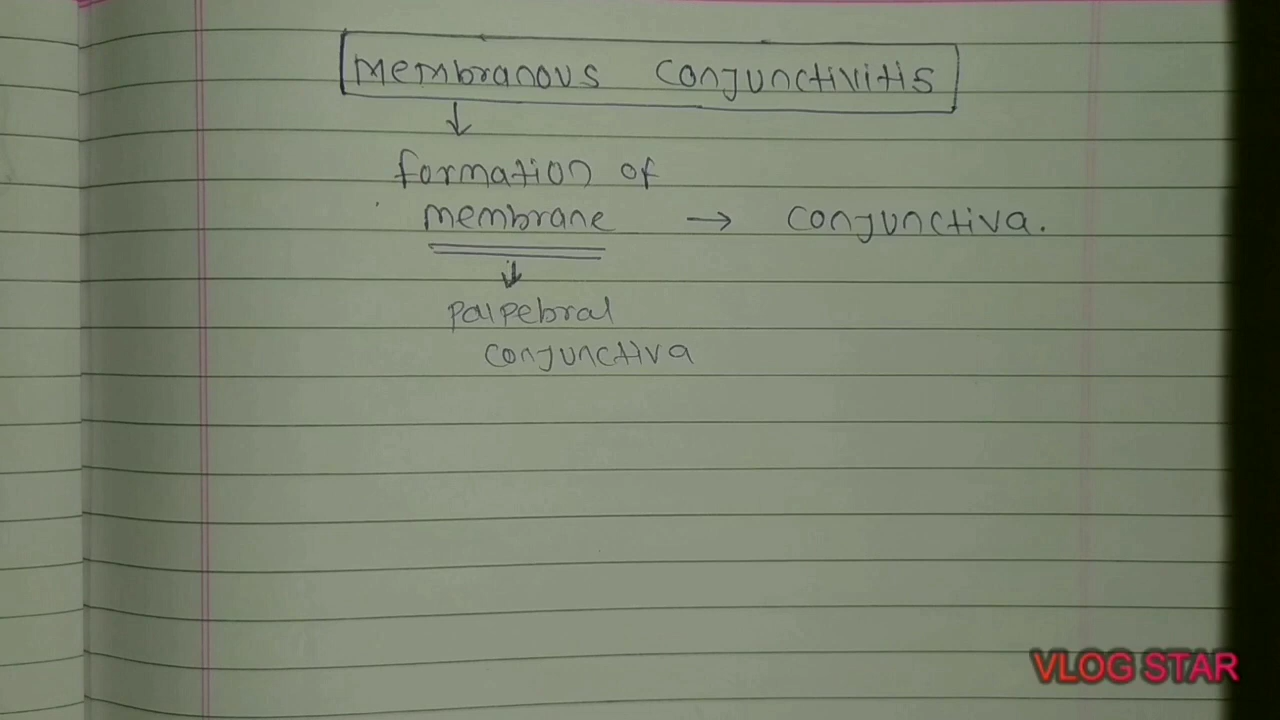 Membranous Conjunctivitis
↓
formation of
membrane → Conjunctiva.
↓
palpebral
conjunctiva
VLOG STAR